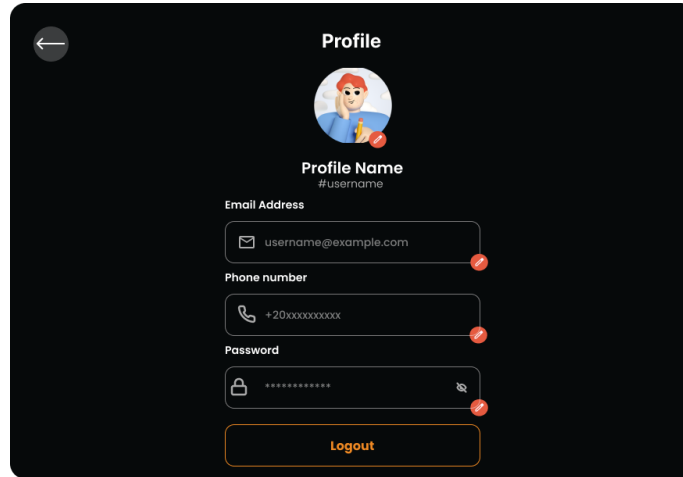 Profile
Profile Name
#username
Email Address
username@example.com
Phone number
+20xxxxxxxxxx
Password
************
Logout